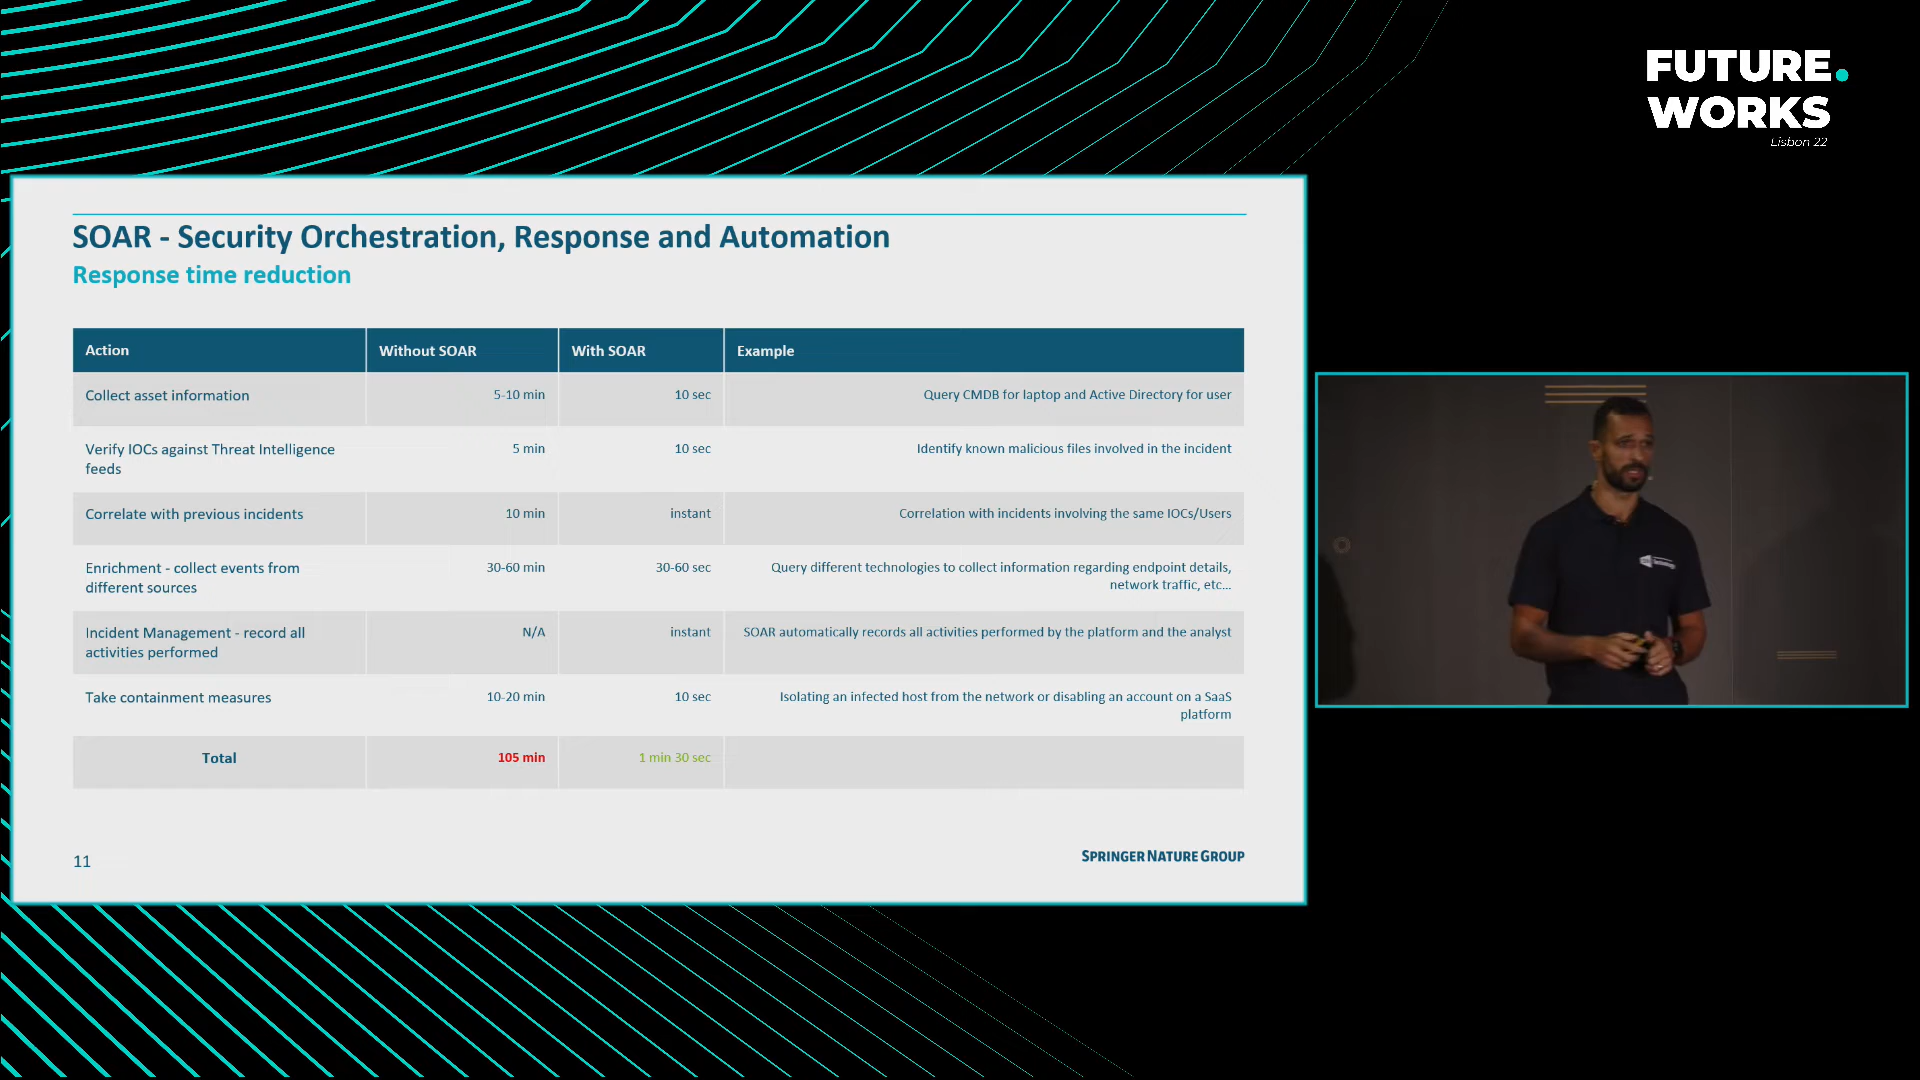 FUTURE.
WORKS
Lisbon 22
SOAR - Security Orchestration, Response and Automation
Response time reduction
Action Without SOAR With SOAR Example
Collect asset information 5-10 min 10 sec Query CMDB for laptop and Active Directory for user
Verify IOCs against Threat Intelligence 5 min 10 sec Identify known malicious files involved in the incident
feeds
Correlate with previous incidents 10 min instant Correlation with incidents involving the same IOCs/Users
Enrichment - collect events from 30-60 min 30-60 sec Query different technologies to collect information regarding endpoint details,
different sources network traffic, etc...
Incident Management - record all N/A instant SOAR automatically records all activities performed by the platform and the analyst
activities performed
Take containment measures 10-20 min 10 sec Isolating an infected host from the network or disabling an account on a SaaS
platform
Total 105 min 1 min 30 sec
11 SPRINGER NATURE GROUP